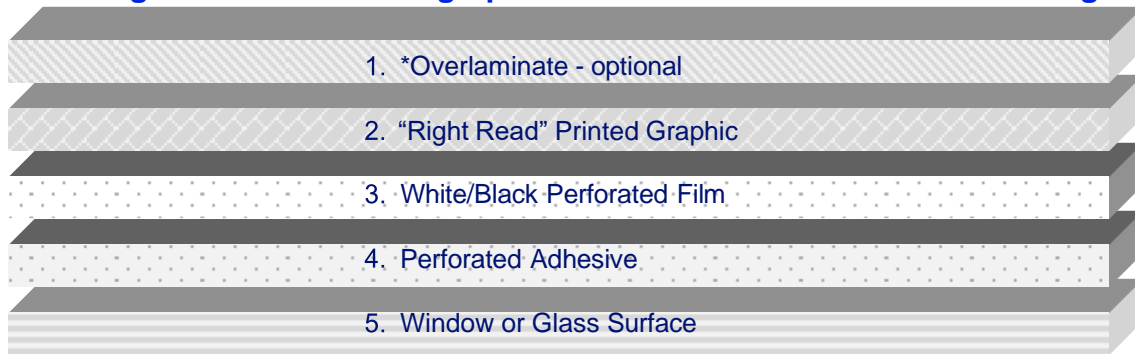 1. *Overlaminate - optional
2. “Right Read” Printed Graphic
3. White/Black Perforated Film
4. Perforated Adhesive
5. Window or Glass Surface